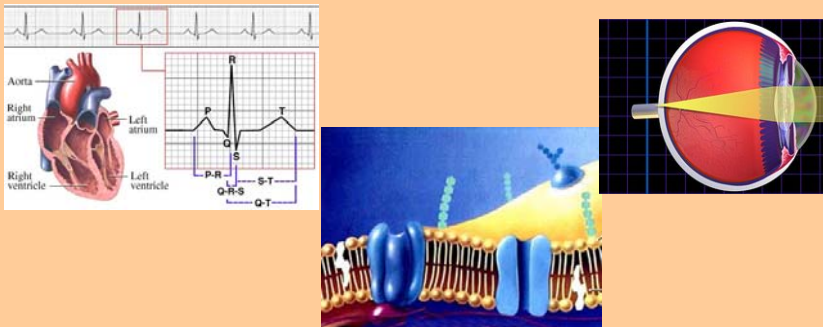 R
Aorta
P
T
Right
atrium
Left
atrium
Q
S
P-R
S-T
Right
ventricle
Left
ventricle
Q-R-S
Q-T